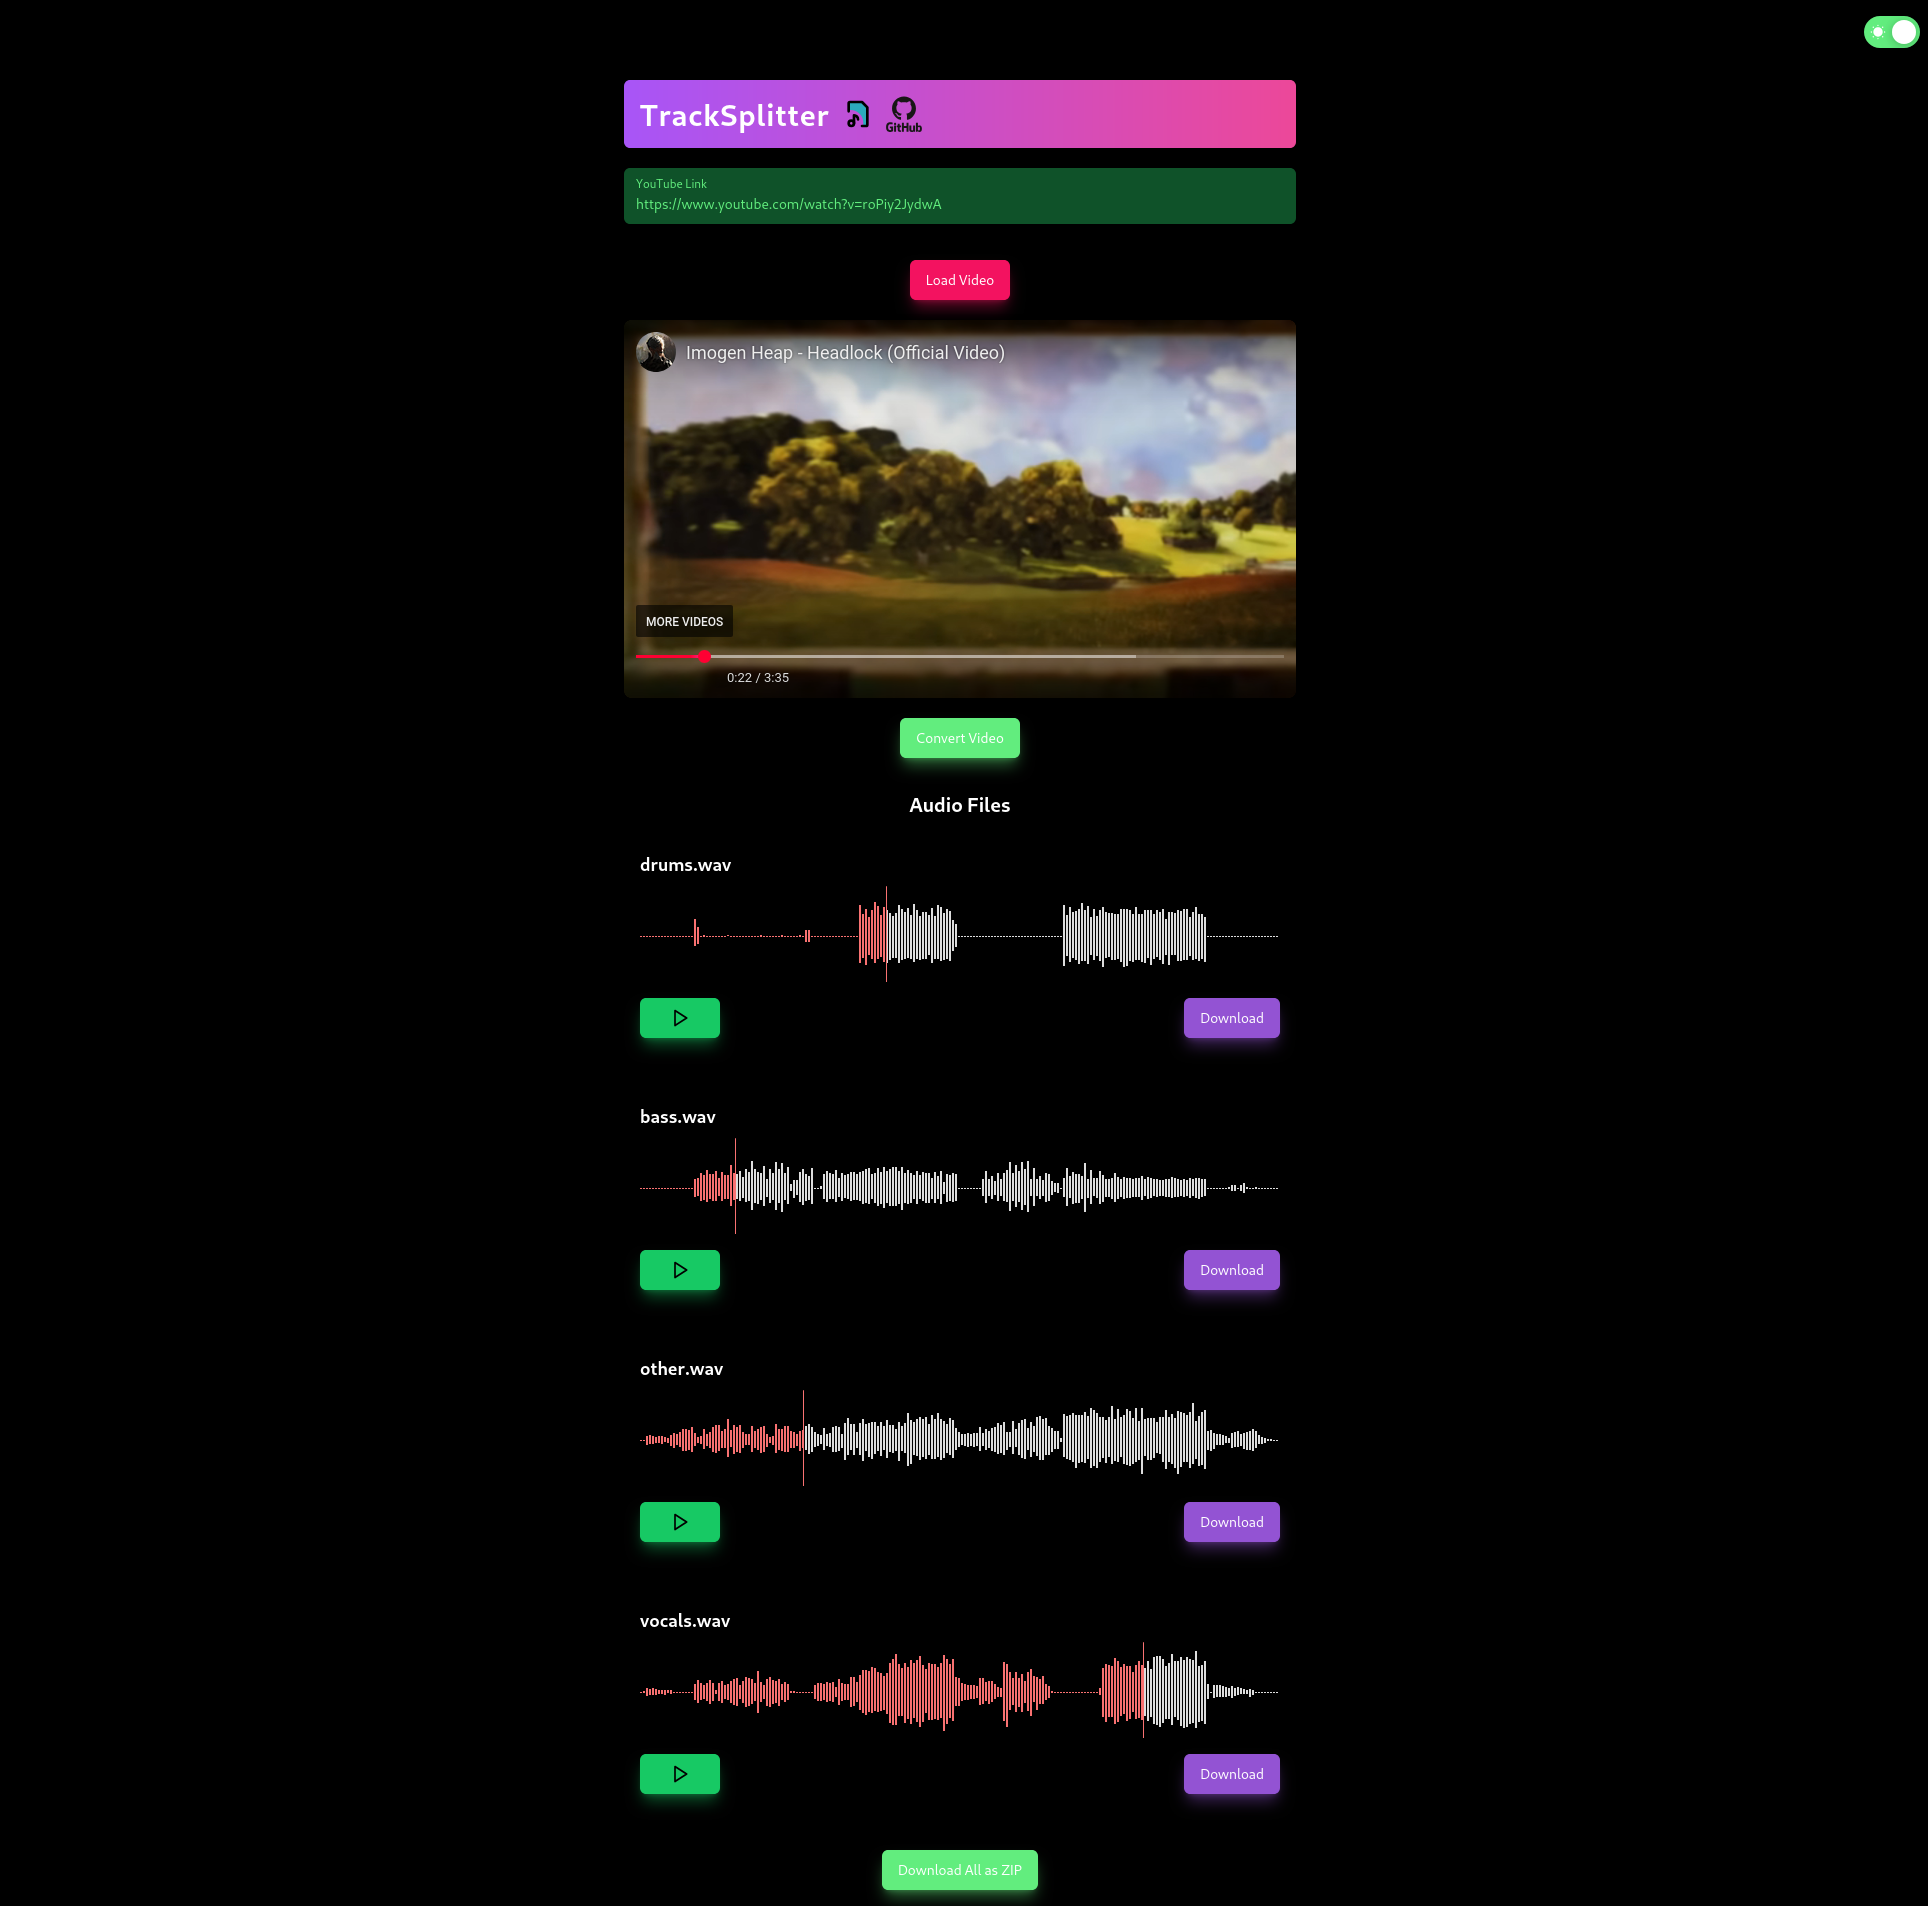 TrackSplitter
GitHub
YouTube Link
https://www.youtube.com/watch?v=roPiy2JydwA
Load Video
Imogen Heap - Headlock (Official Video)
MORE VIDEOS
0:22 / 3:35
Convert Video
Audio Files
drums.wav
Download
bass.wav
Download
other.wav
Download
vocals.wav
Download
Download All as ZIP